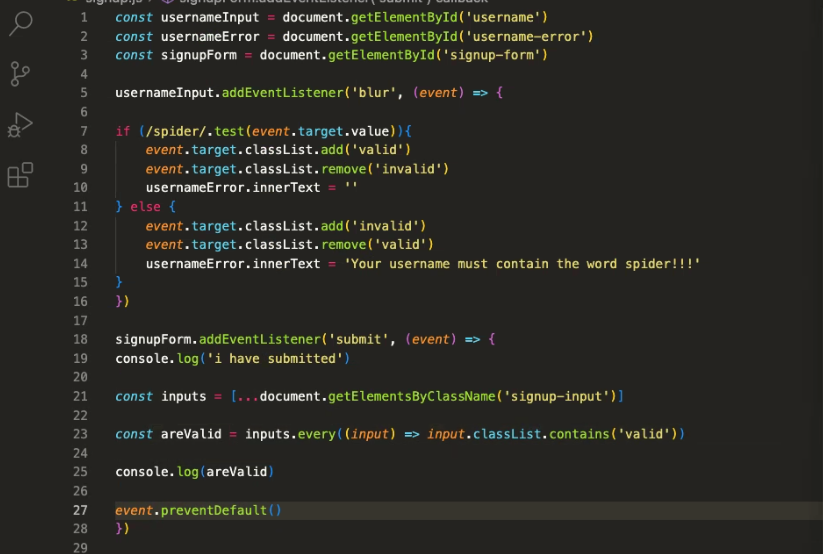 signup.js > signupForm.addEventListener('submit') callback
1 const usernameInput = document.getElementById('username')
2 const usernameError = document.getElementById('username-error')
3 const signupForm = document.getElementById('signup-form')
4
5 usernameInput.addEventListener('blur', (event) => {
6
7 if (/spider/.test(event.target.value)){
8 event.target.classList.add('valid')
9 event.target.classList.remove('invalid')
10 usernameError.innerText = ''
11 } else {
12 event.target.classList.add('invalid')
13 event.target.classList.remove('valid')
14 usernameError.innerText = 'Your username must contain the word spider!!!'
15 }
16 })
17
18 signupForm.addEventListener('submit', (event) => {
19 console.log('i have submitted')
20
21 const inputs = [...document.getElementsByClassName('signup-input')]
22
23 const areValid = inputs.every((input) => input.classList.contains('valid'))
24
25 console.log(areValid)
26
27 event.preventDefault()
28 })
29